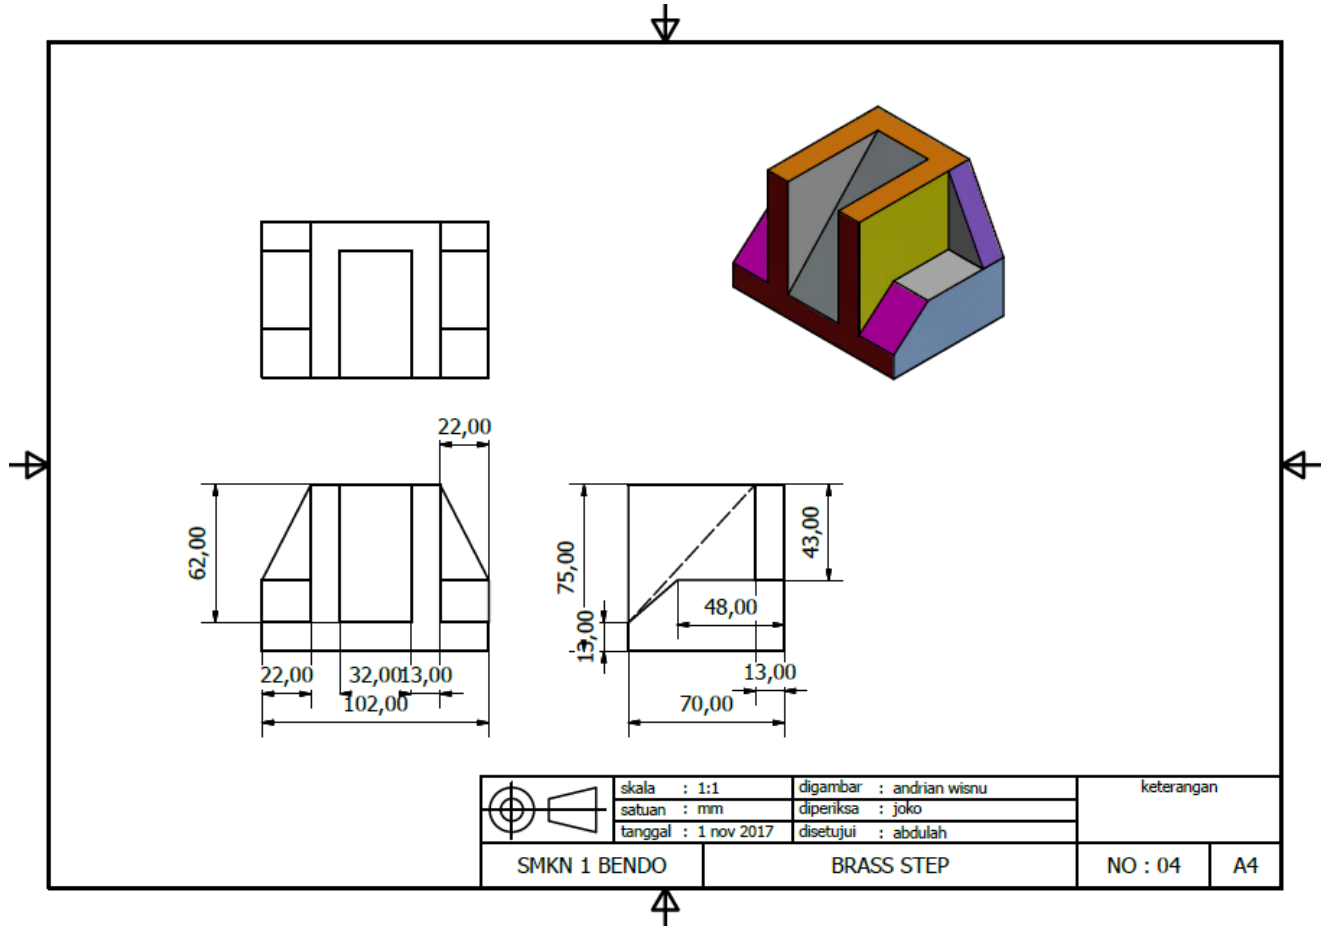 22,00
62,00
22,00
32,00
13,00
102,00
75,00
13,00
43,00
48,00
13,00
70,00
skala : 1:1
digambar : andrian wisnu
keterangan
satuan : mm
diperiksa : joko
tanggal : 1 nov 2017
disetujui : abdulah
SMKN 1 BENDO
BRASS STEP
NO : 04
A4